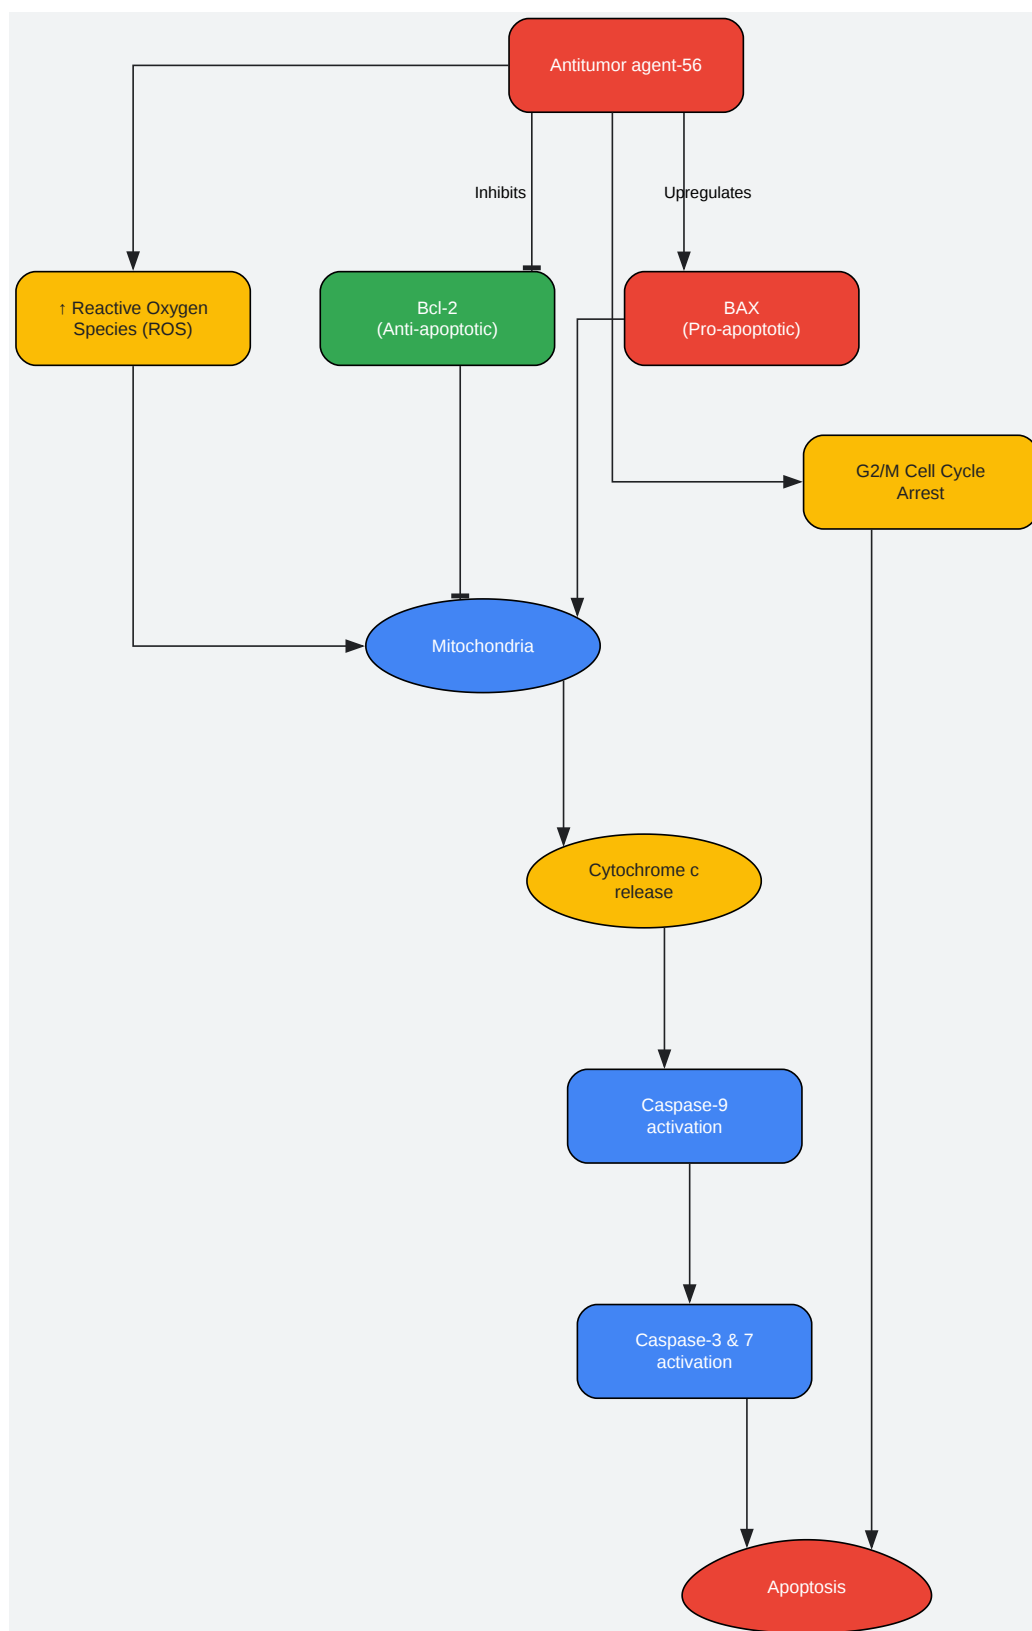 Antitumor agent-56
Inhibits
Upregulates
↑ Reactive Oxygen
Species (ROS)
Bcl-2
(Anti-apoptotic)
BAX
(Pro-apoptotic)
G2/M Cell Cycle
Arrest
Mitochondria
Cytochrome c
release
Caspase-9
activation
Caspase-3 & 7
activation
Apoptosis